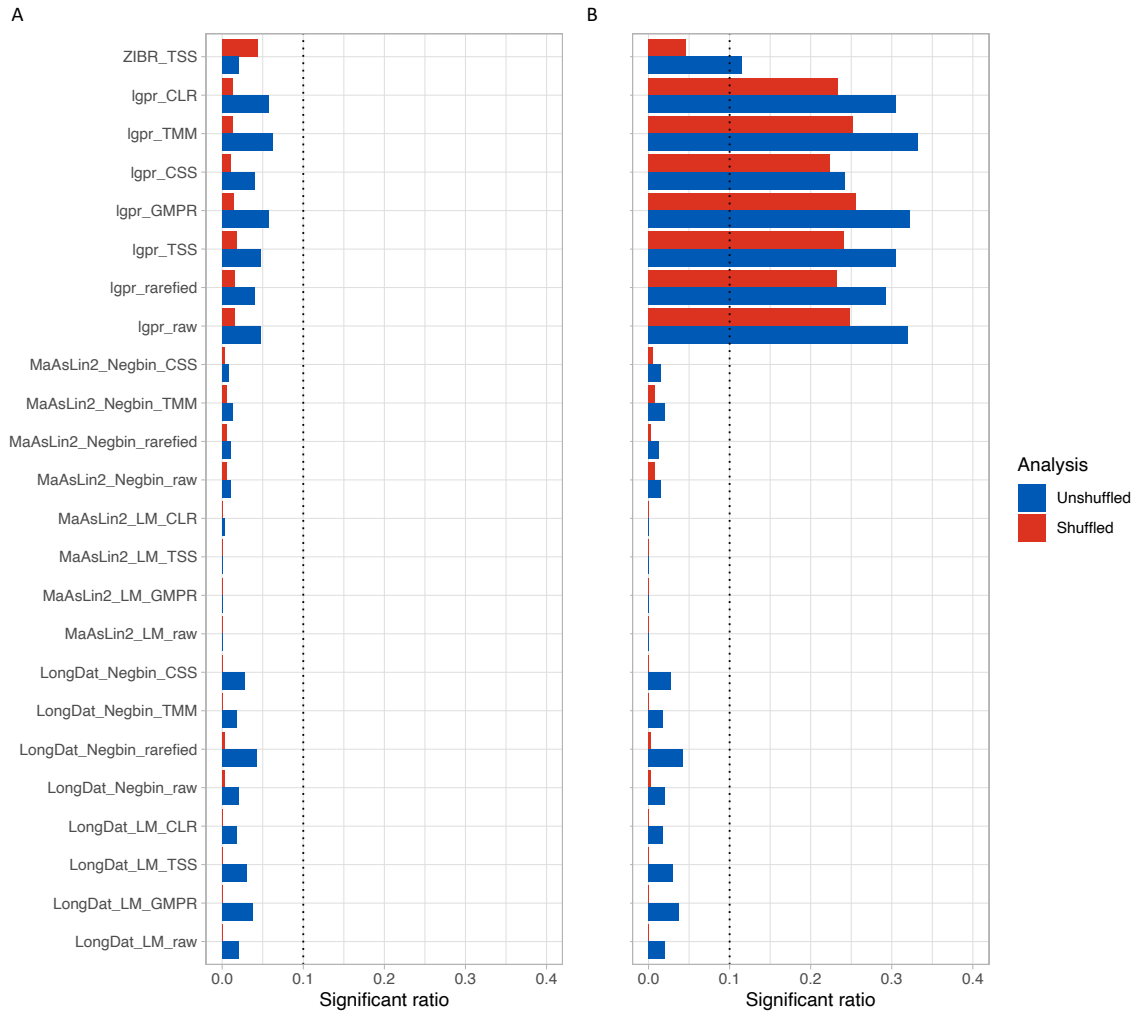 A
B
ZIBR_TSS
lgpr_CLR
lgpr_TMM
lgpr_CSS
lgpr_GMPR
lgpr_TSS
lgpr_rarefied
lgpr_raw
MaAsLin2_Negbin_CSS
MaAsLin2_Negbin_TMM
MaAsLin2_Negbin_rarefied
MaAsLin2_Negbin_raw
MaAsLin2_LM_CLR
MaAsLin2_LM_TSS
MaAsLin2_LM_GMPR
MaAsLin2_LM_raw
LongDat_Negbin_CSS
LongDat_Negbin_TMM
LongDat_Negbin_rarefied
LongDat_Negbin_raw
LongDat_LM_CLR
LongDat_LM_TSS
LongDat_LM_GMPR
LongDat_LM_raw
0.0 0.1 0.2 0.3 0.4
Significant ratio
0.0 0.1 0.2 0.3 0.4
Significant ratio
Analysis
Unshuffled
Shuffled